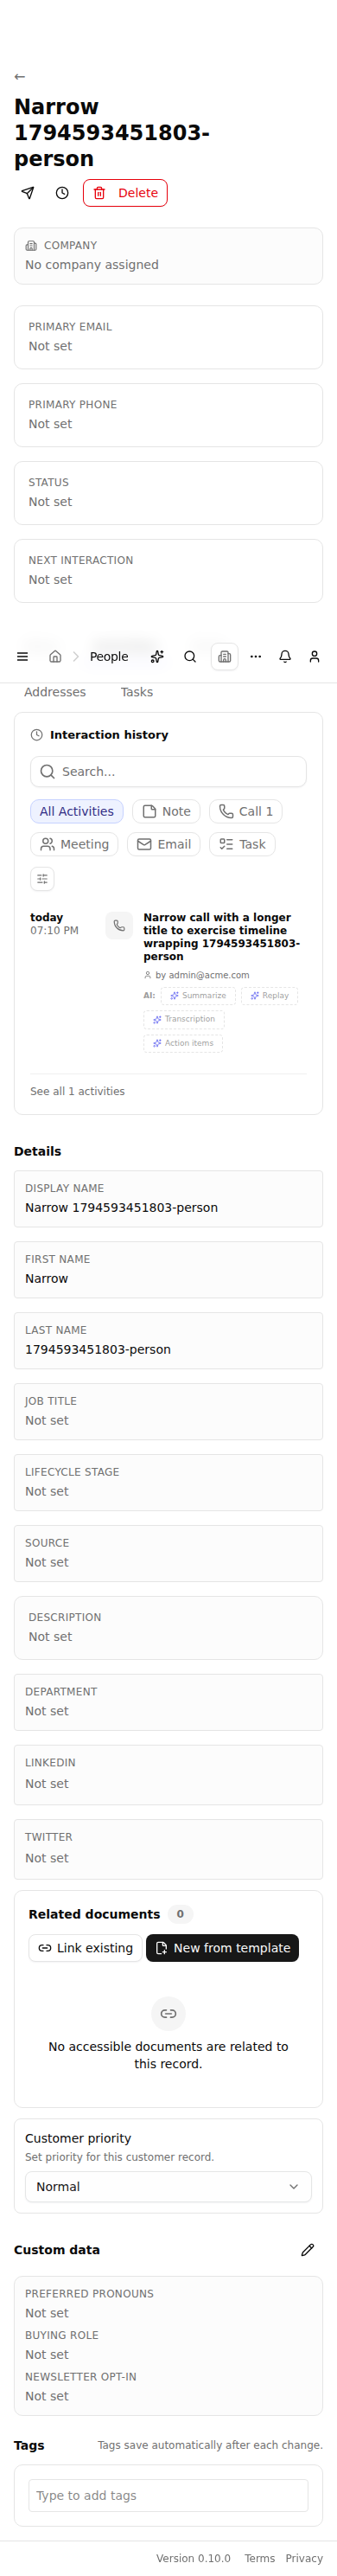 ←
Narrow
1794593451803-
person
Delete
COMPANY
No company assigned
PRIMARY EMAIL
Not set
PRIMARY PHONE
Not set
STATUS
Not set
NEXT INTERACTION
Not set
People
Addresses Tasks
Interaction history
Search...
All Activities Note Call 1
Meeting Email Task
today
07:10 PM
Narrow call with a longer
title to exercise timeline
wrapping 1794593451803-
person
by admin@acme.com
AI: Summarize Replay
Transcription
Action items
See all 1 activities
Details
DISPLAY NAME
Narrow 1794593451803-person
FIRST NAME
Narrow
LAST NAME
1794593451803-person
JOB TITLE
Not set
LIFECYCLE STAGE
Not set
SOURCE
Not set
DESCRIPTION
Not set
DEPARTMENT
Not set
LINKEDIN
Not set
TWITTER
Not set
Related documents 0
Link existing New from template
No accessible documents are related to
this record.
Customer priority
Set priority for this customer record.
Normal
Custom data
PREFERRED PRONOUNS
Not set
BUYING ROLE
Not set
NEWSLETTER OPT-IN
Not set
Tags Tags save automatically after each change.
Type to add tags
Version 0.10.0 Terms Privacy